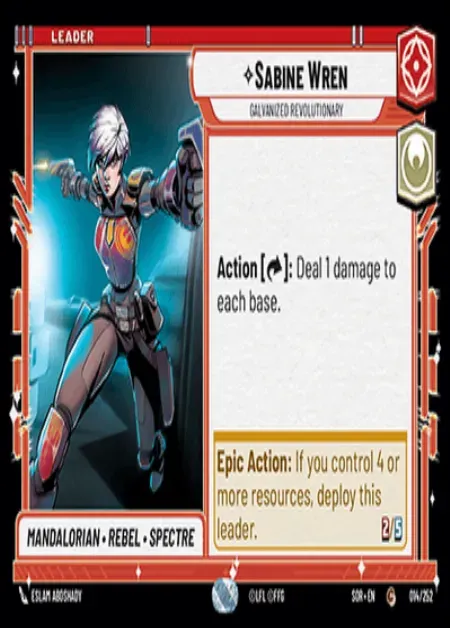 LEADER
SABINE WREN
GALVANIZED REVOLUTIONARY
Action [ ]: Deal 1 damage to
each base.
Epic Action: If you control 4 or
more resources, deploy this
leader.
2/5
MANDALORIAN • REBEL • SPECTRE
ESLAM ABOSHADY
©LFL ©FFG
SOR • EN
C
014/252